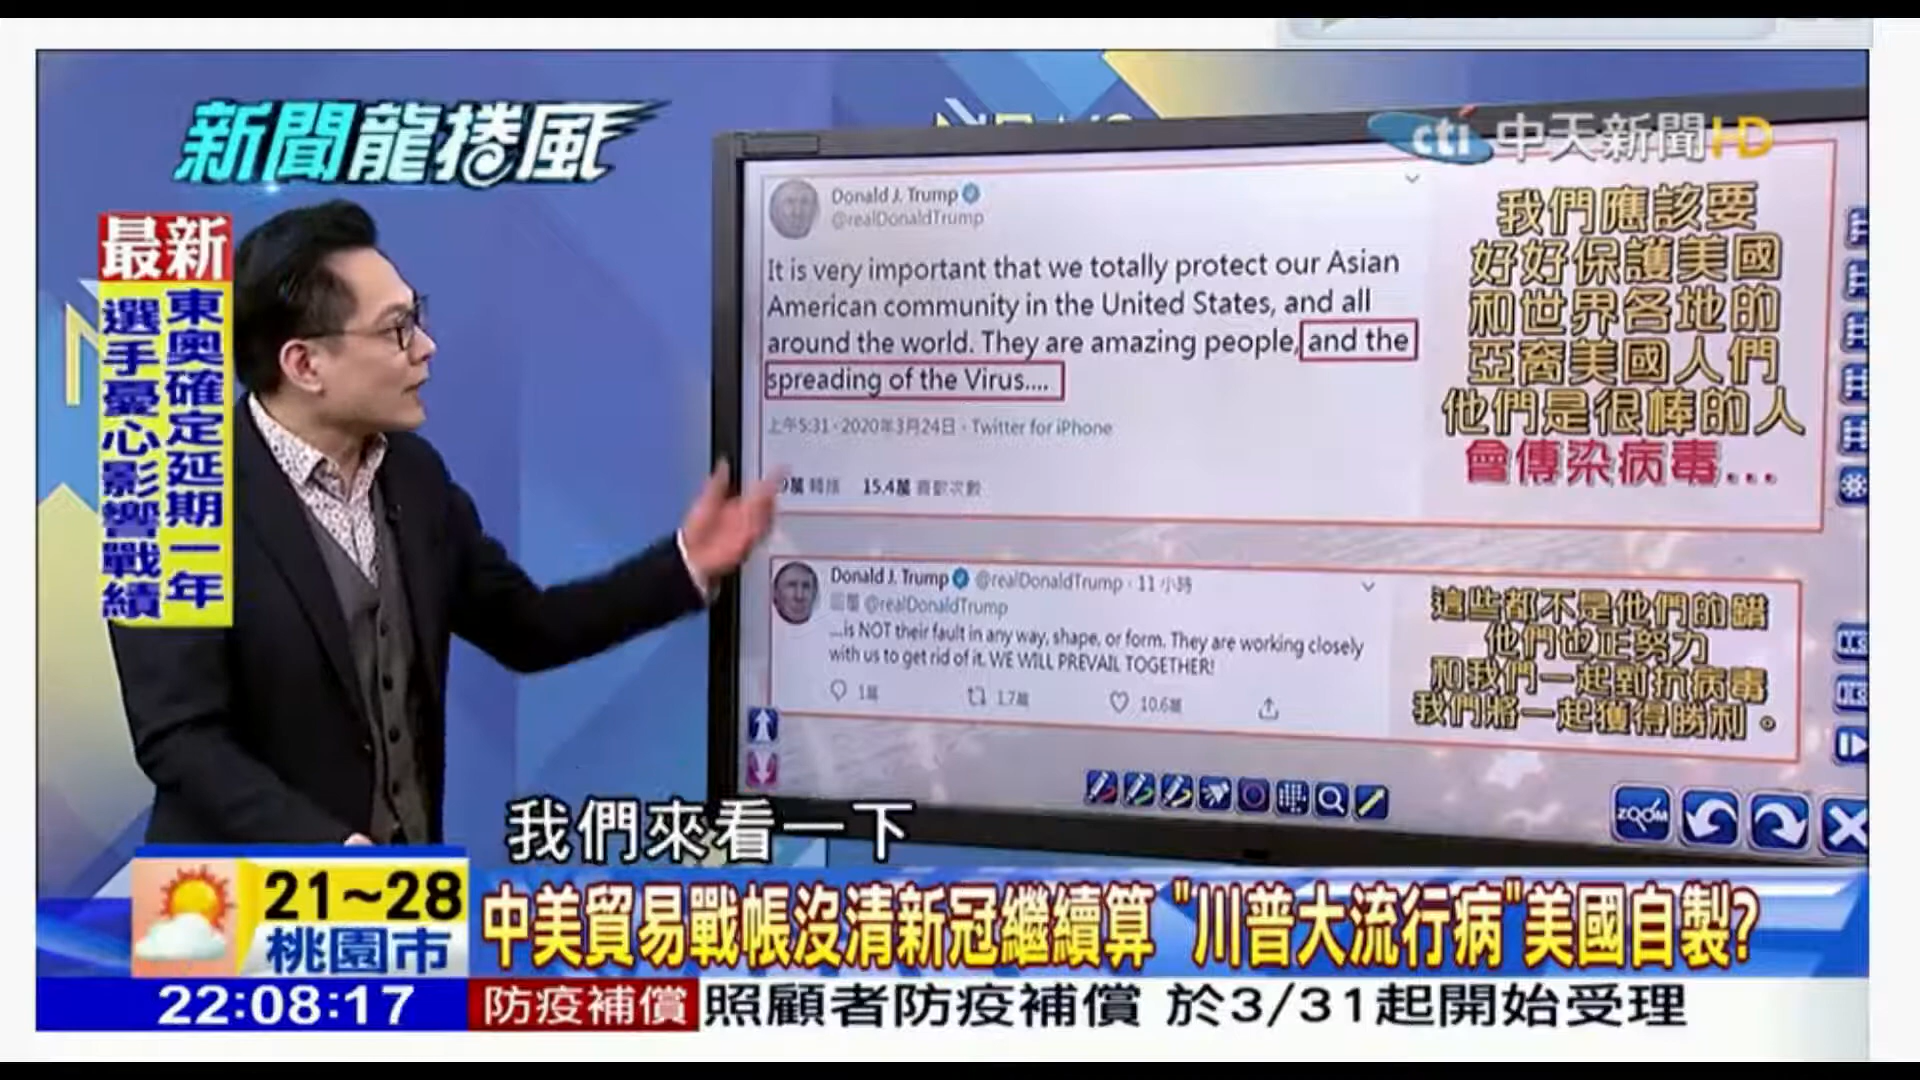 新聞龍捲風
cti 中天新聞HD
最新
東奧確定延期一年
選手憂心影響戰績
Donald J. Trump
@realDonaldTrump
It is very important that we totally protect our Asian
American community in the United States, and all
around the world. They are amazing people, and the
spreading of the Virus....
上午5:31 · 2020年3月24日 · Twitter for iPhone
9萬 轉推 15.4萬 喜歡次數
我們應該要
好好保護美國
和世界各地的
亞裔美國人們
他們是很棒的人
會傳染病毒...
Donald J. Trump @realDonaldTrump · 11 小時
回覆 @realDonaldTrump
....is NOT their fault in any way, shape, or form. They are working closely
with us to get rid of it. WE WILL PREVAIL TOGETHER!
1萬 1.7萬 10.6萬
這些都不是他們的錯
他們也正努力
和我們一起對抗病毒
我們將一起獲得勝利。
ZOOM
我們來看一下
21~28
桃園市
中美貿易戰帳沒清新冠繼續算 "川普大流行病"美國自製?
22:08:17
防疫補償 照顧者防疫補償 於3/31起開始受理